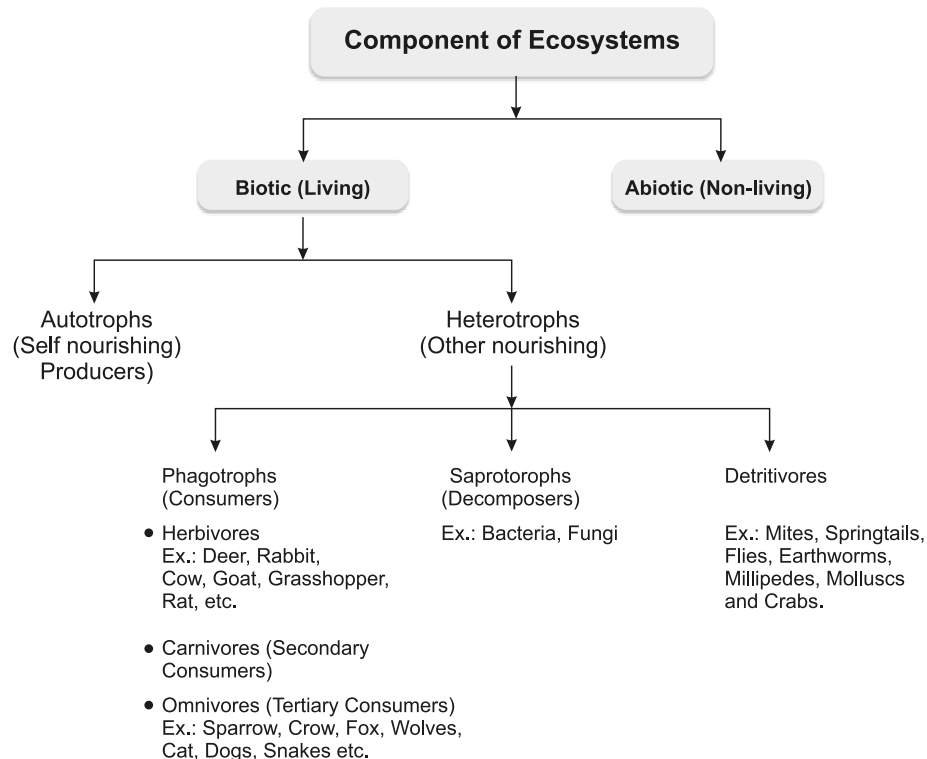 Component of Ecosystems
Biotic (Living)
Abiotic (Non-living)
Autotrophs
(Self nourishing)
Producers)
Heterotrophs
(Other nourishing)
Phagotrophs
(Consumers)
• Herbivores
Ex.: Deer, Rabbit,
Cow, Goat, Grasshopper,
Rat, etc.
• Carnivores (Secondary
Consumers)
• Omnivores (Tertiary Consumers)
Ex.: Sparrow, Crow, Fox, Wolves,
Cat, Dogs, Snakes etc.
Saprotorophs
(Decomposers)
Ex.: Bacteria, Fungi
Detritivores
Ex.: Mites, Springtails,
Flies, Earthworms,
Millipedes, Molluscs
and Crabs.